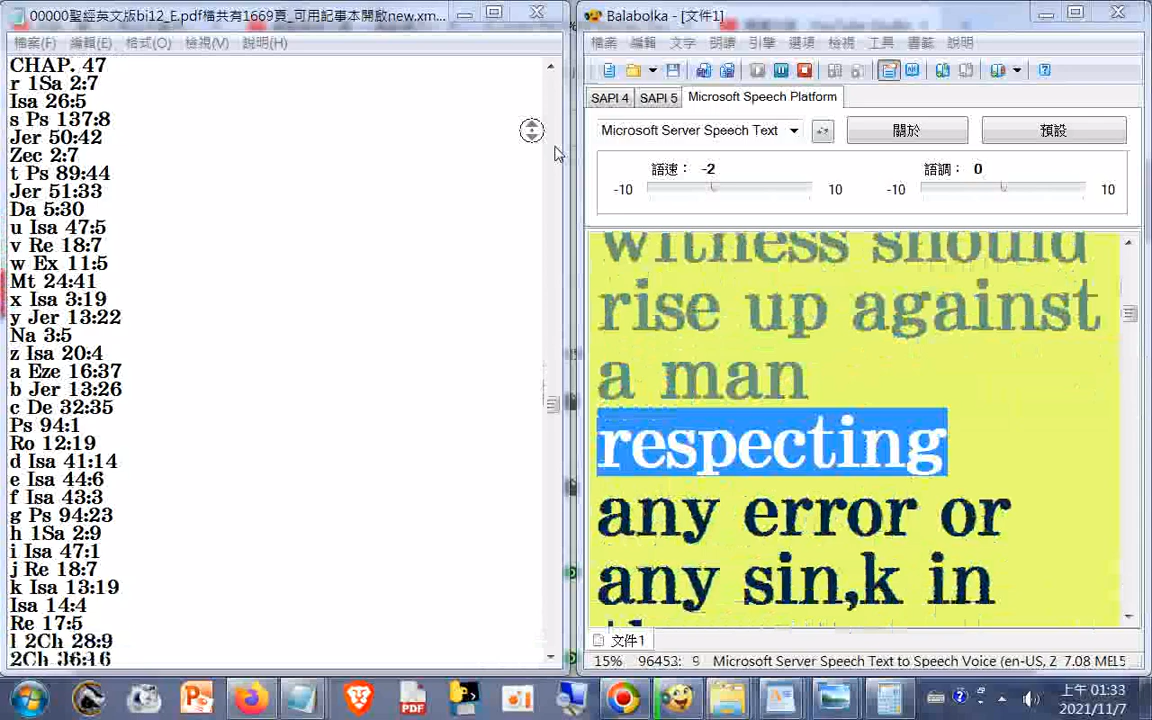 00000聖經英文版bi12_E.pdf檔共有1669頁_可用記事本開啟new.xm...
檔案(F) 編輯(E) 格式(O) 檢視(V) 說明(H)
CHAP. 47
r 1Sa 2:7
Isa 26:5
s Ps 137:8
Jer 50:42
Zec 2:7
t Ps 89:44
Jer 51:33
Da 5:30
u Isa 47:5
v Re 18:7
w Ex 11:5
Mt 24:41
x Isa 3:19
y Jer 13:22
Na 3:5
z Isa 20:4
a Eze 16:37
b Jer 13:26
c De 32:35
Ps 94:1
Ro 12:19
d Isa 41:14
e Isa 44:6
f Isa 43:3
g Ps 94:23
h 1Sa 2:9
i Isa 47:1
j Re 18:7
k Isa 13:19
Isa 14:4
Re 17:5
l 2Ch 28:9
2Ch 36:16
Balabolka - [文件1]
檔案 編輯 文字 朗讀 引擎 選項 檢視 工具 書籤 說明
SAPI 4 SAPI 5 Microsoft Speech Platform
Microsoft Server Speech Text 關於 預設
語速： -2 語調： 0
-10 10 -10 10
witness should
rise up against
a man
respecting
any error or
any sin,k in
文件1
15% 96453: 9 Microsoft Server Speech Text to Speech Voice (en-US, Z 7.08 МЕ15
PDF
上午 01:33
2021/11/7